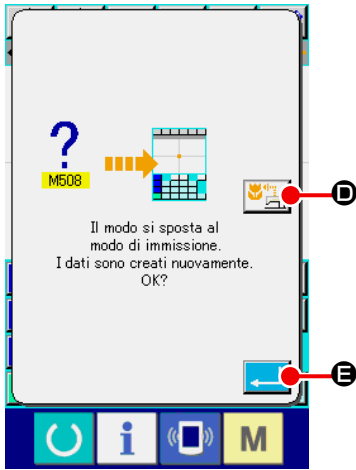 ?
M508
D
Il modo si sposta al
modo di immissione.
I dati sono creati nuovamente.
OK?
E
i
M